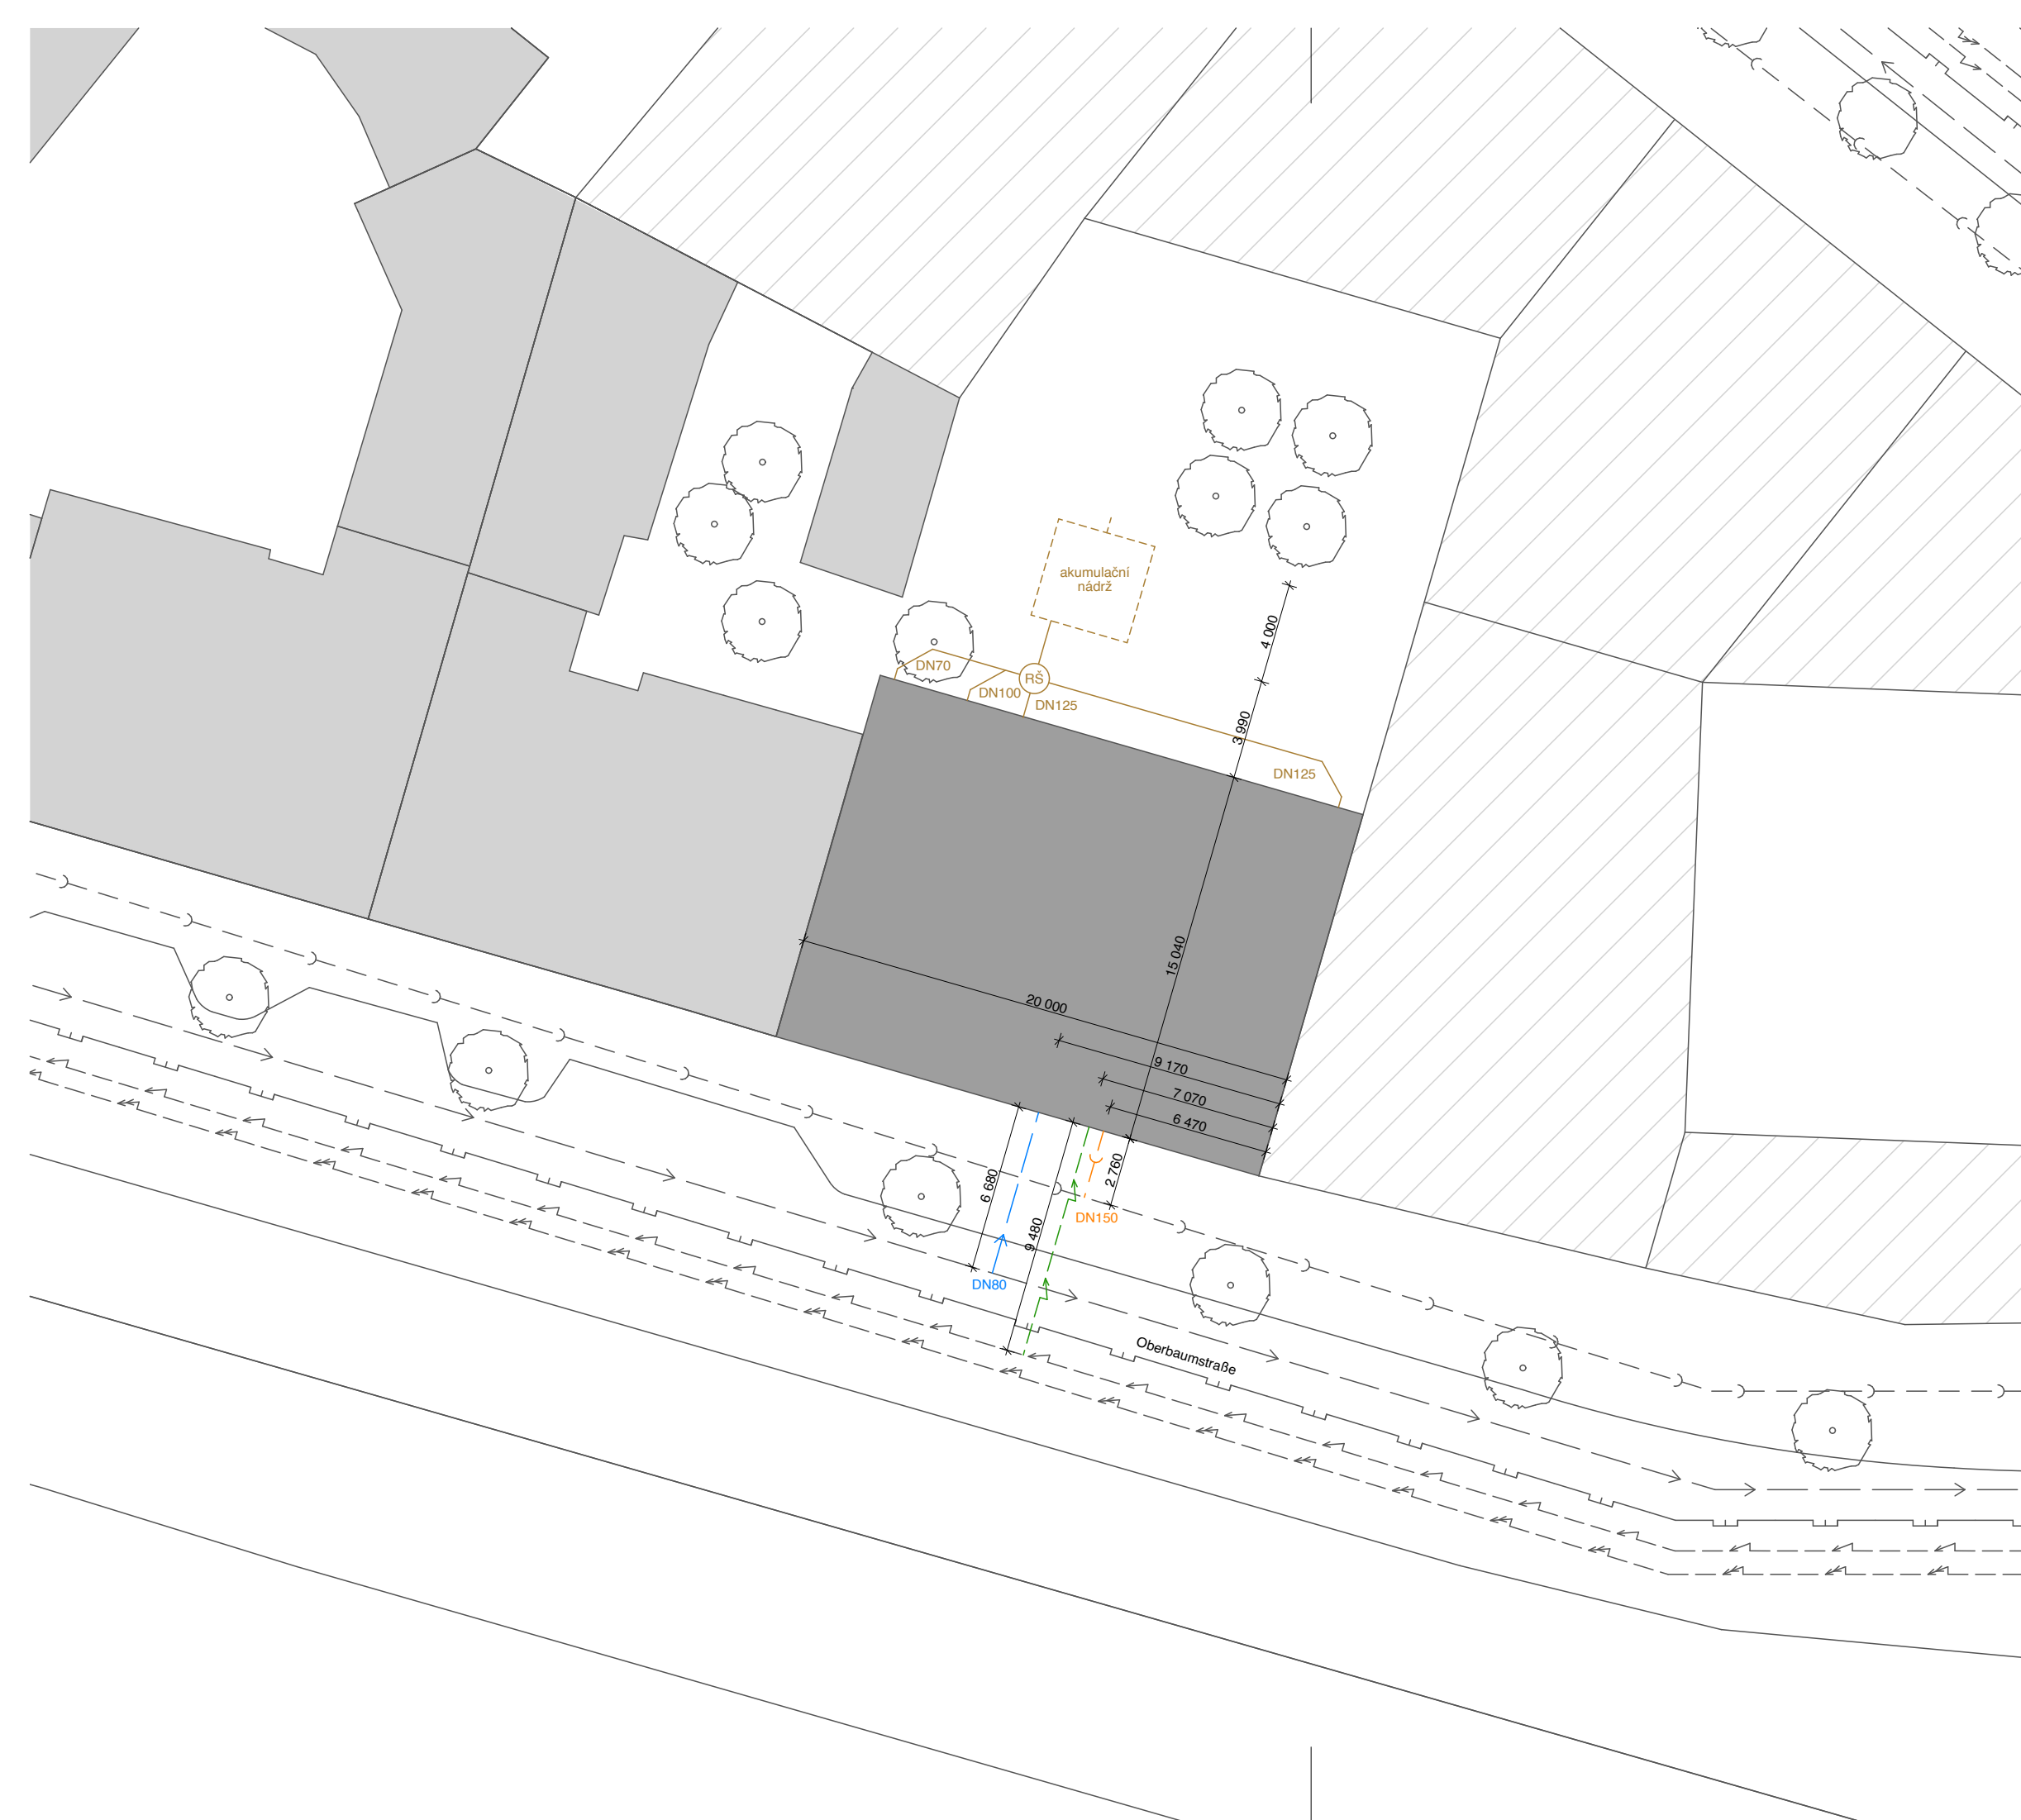 akumulační
nádrž
4 000
DN70
RŠ
DN100
DN125
3 990
DN125
15 040
20 000
9 170
7 070
6 470
6 680
2 760
9 480
DN150
DN80
Oberbaumstraße